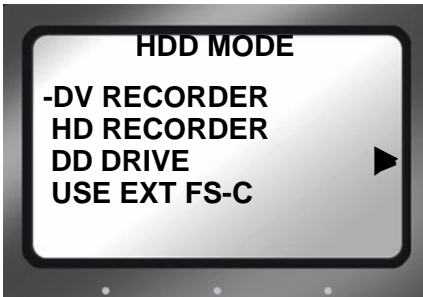 HDD MODE
-DV RECORDER
HD RECORDER
DD DRIVE
USE EXT FS-C